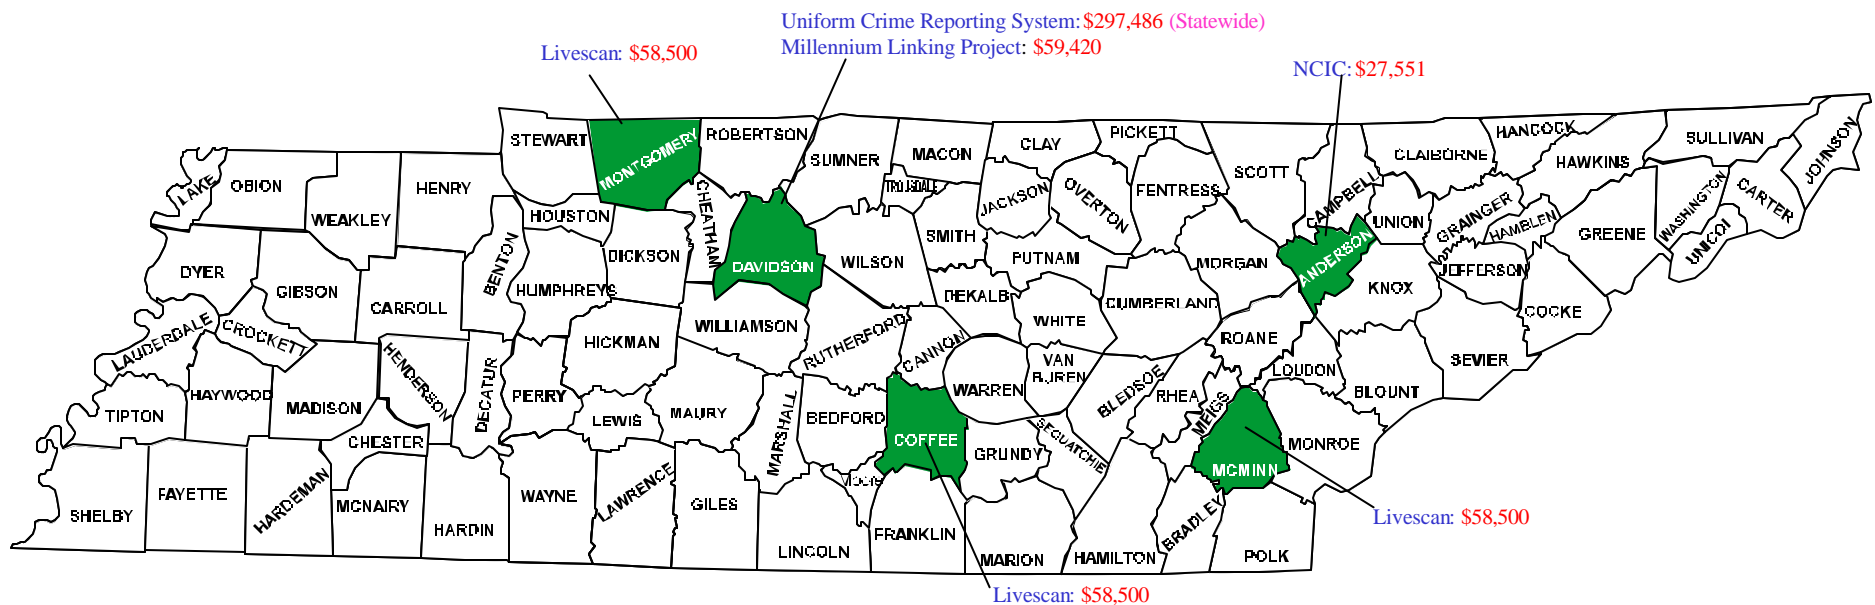 Uniform Crime Reporting System: $297,486 (Statewide)
Millennium Linking Project: $59,420
Livescan: $58,500
NCIC: $27,551
STEWART
MONTGOMERY
ROBERTSON
SUMNER
MACON
CLAY
PICKETT
SCOTT
CAMPBELL
CLAIBORNE
HANCOCK
HAWKINS
SULLIVAN
JOHNSON
LAKE
OBION
WEAKLEY
HENRY
HOUSTON
CHEATHAM
TROUSDALE
JACKSON
OVERTON
FENTRESS
UNION
GRAINGER
HAMBLEN
GREENE
WASHINGTON
CARTER
UNICOI
DYER
GIBSON
CARROLL
BENTON
HUMPHREYS
DICKSON
DAVIDSON
WILSON
SMITH
PUTNAM
MORGAN
ANDERSON
KNOX
JEFFERSON
COCKE
LAUDERDALE
CROCKETT
HENDERSON
DECATUR
PERRY
HICKMAN
WILLIAMSON
RUTHERFORD
CANNON
DEKALB
WHITE
CUMBERLAND
ROANE
LOUDON
BLOUNT
SEVIER
TIPTON
HAYWOOD
MADISON
CHESTER
LEWIS
MAURY
MARSHALL
BEDFORD
COFFEE
WARREN
VAN
BUREN
BLEDSOE
RHEA
MEIGS
MCMINN
MONROE
SHELBY
FAYETTE
HARDEMAN
MCNAIRY
HARDIN
WAYNE
LAWRENCE
GILES
LINCOLN
MOORE
FRANKLIN
GRUNDY
SEQUATCHIE
MARION
HAMILTON
BRADLEY
POLK
Livescan: $58,500
Livescan: $58,500